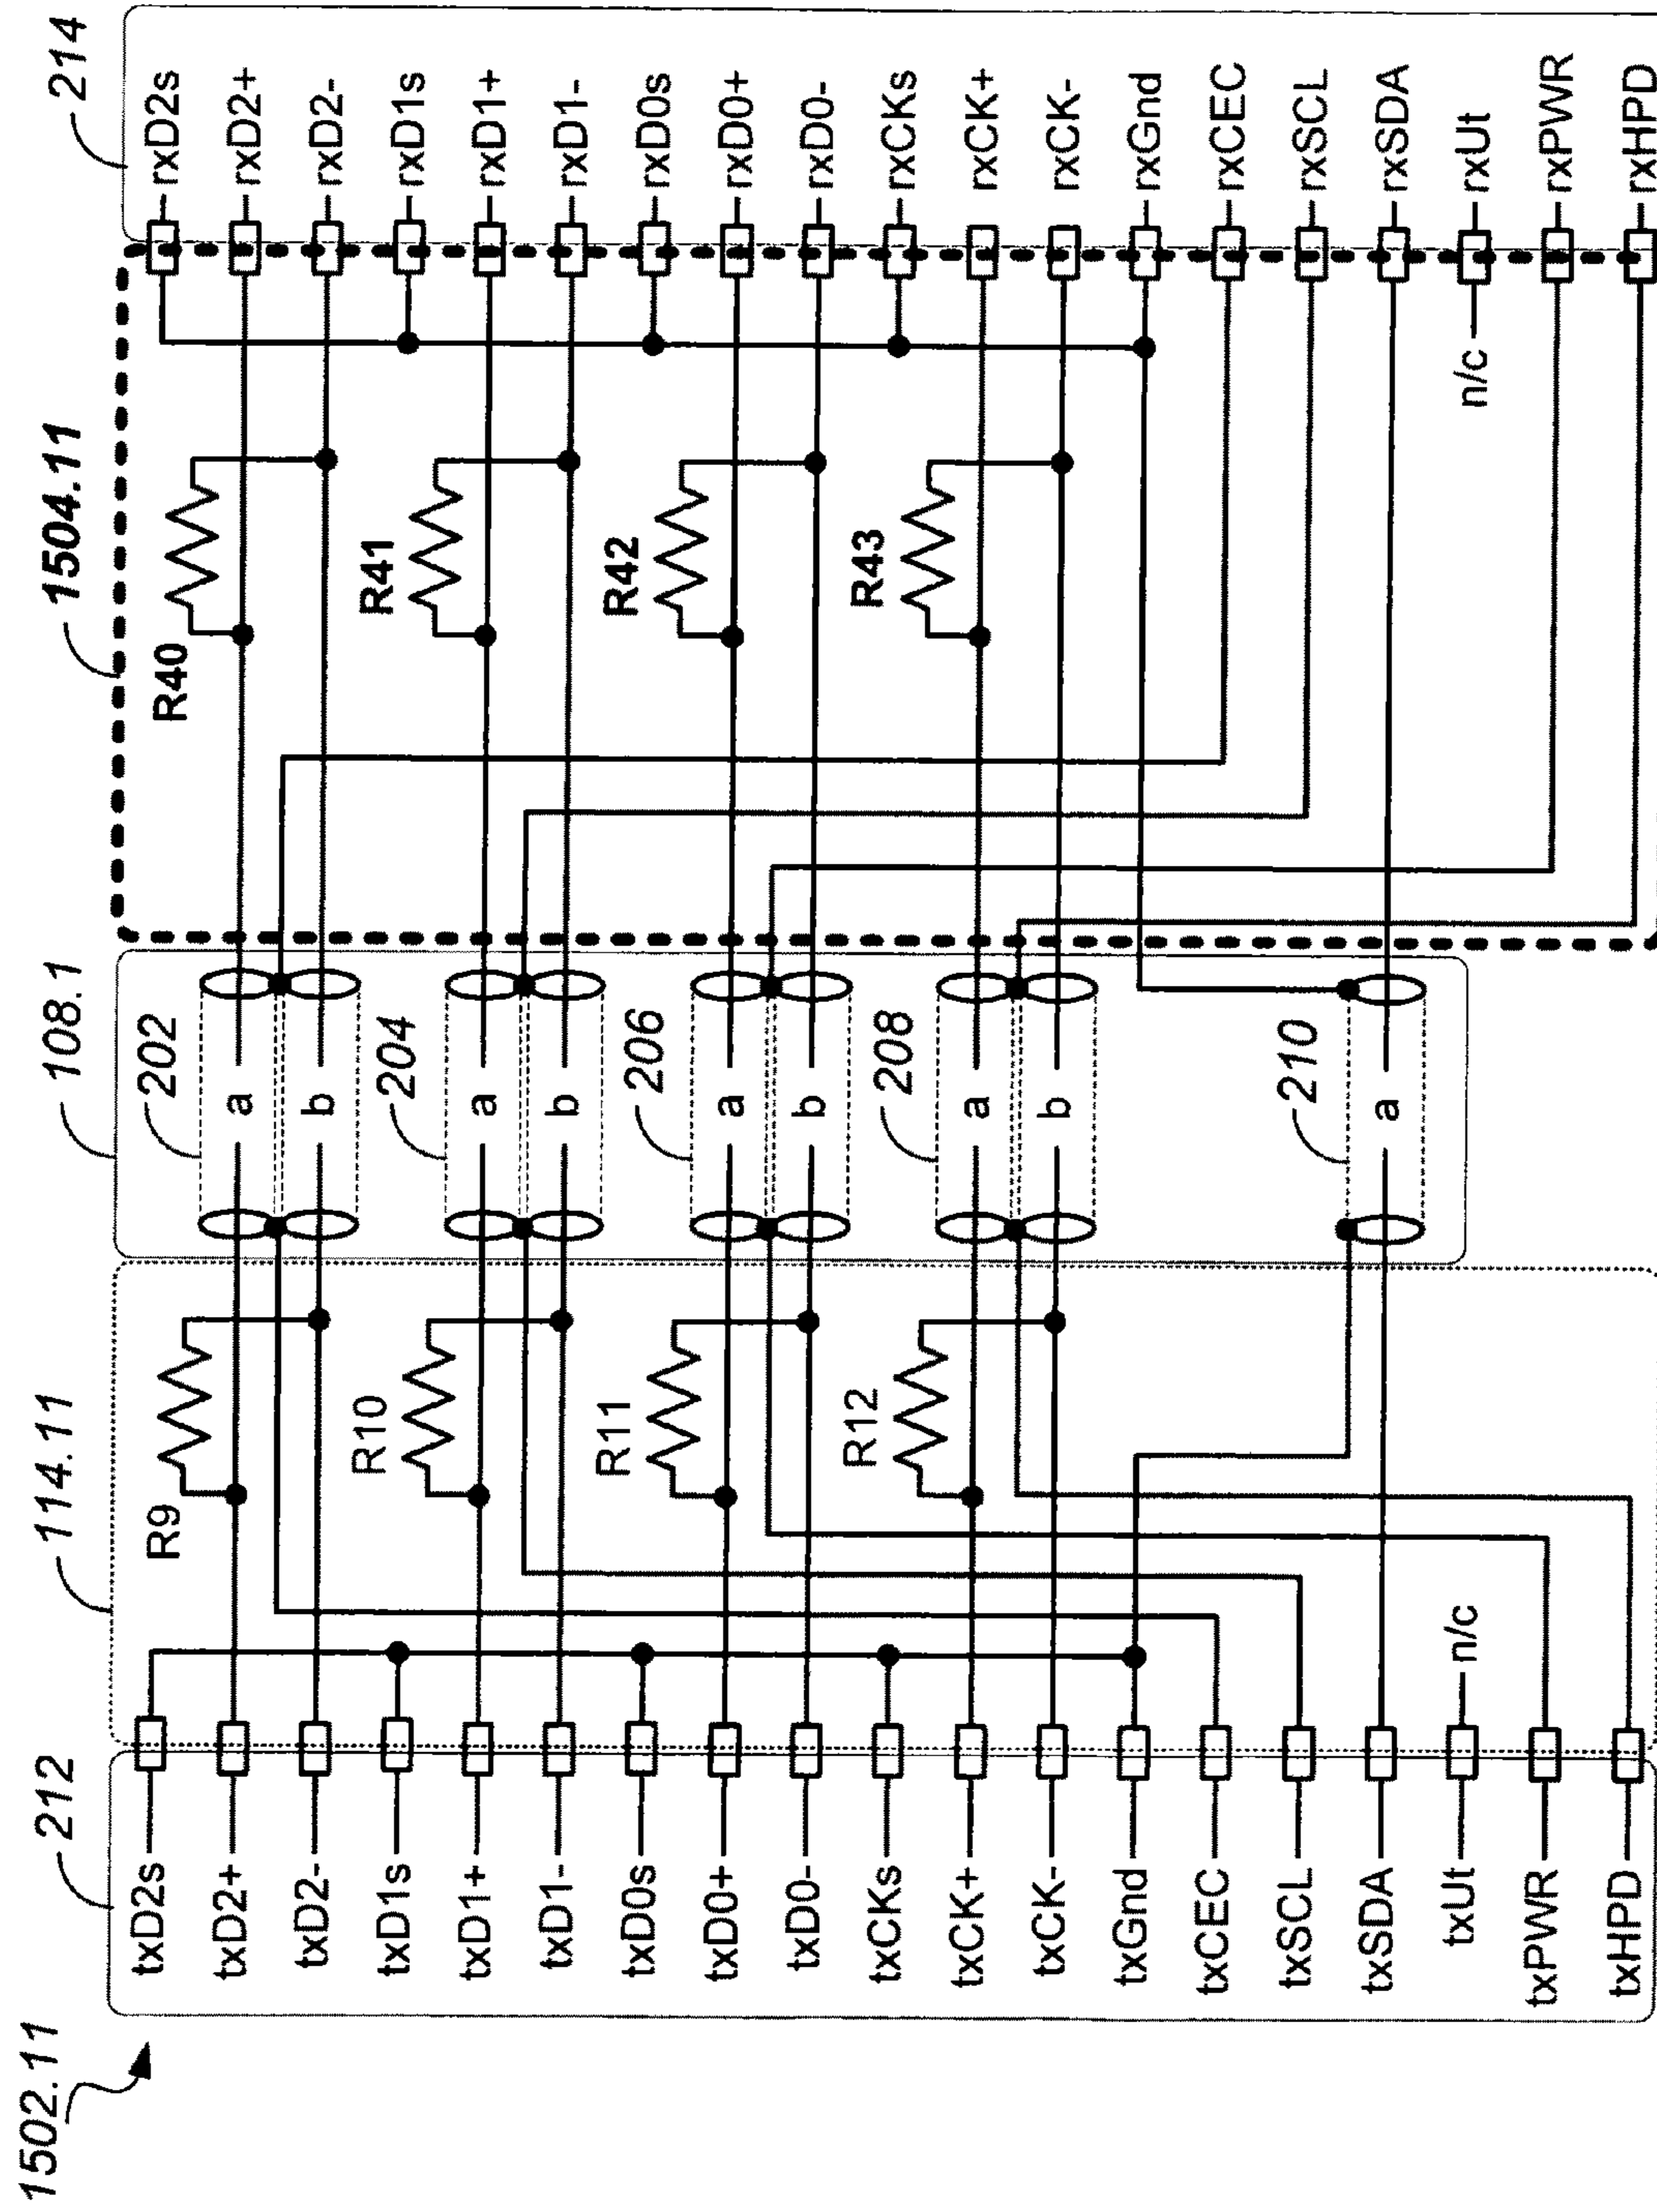 1502.11
212
114.11
108.1
1504.11
214
txD2s
txD2+
txD2-
txD1s
txD1+
txD1-
txD0s
txD0+
txD0-
txCKs
txCK+
txCK-
txGnd
txCEC
txSCL
txSDA
txUt
txPWR
txHPD
n/c
R9
R10
R11
R12
202
a
b
204
a
b
206
a
b
208
a
b
210
a
R40
R41
R42
R43
n/c
rxD2s
rxD2+
rxD2-
rxD1s
rxD1+
rxD1-
rxD0s
rxD0+
rxD0-
rxCKs
rxCK+
rxCK-
rxGnd
rxCEC
rxSCL
rxSDA
rxUt
rxPWR
rxHPD